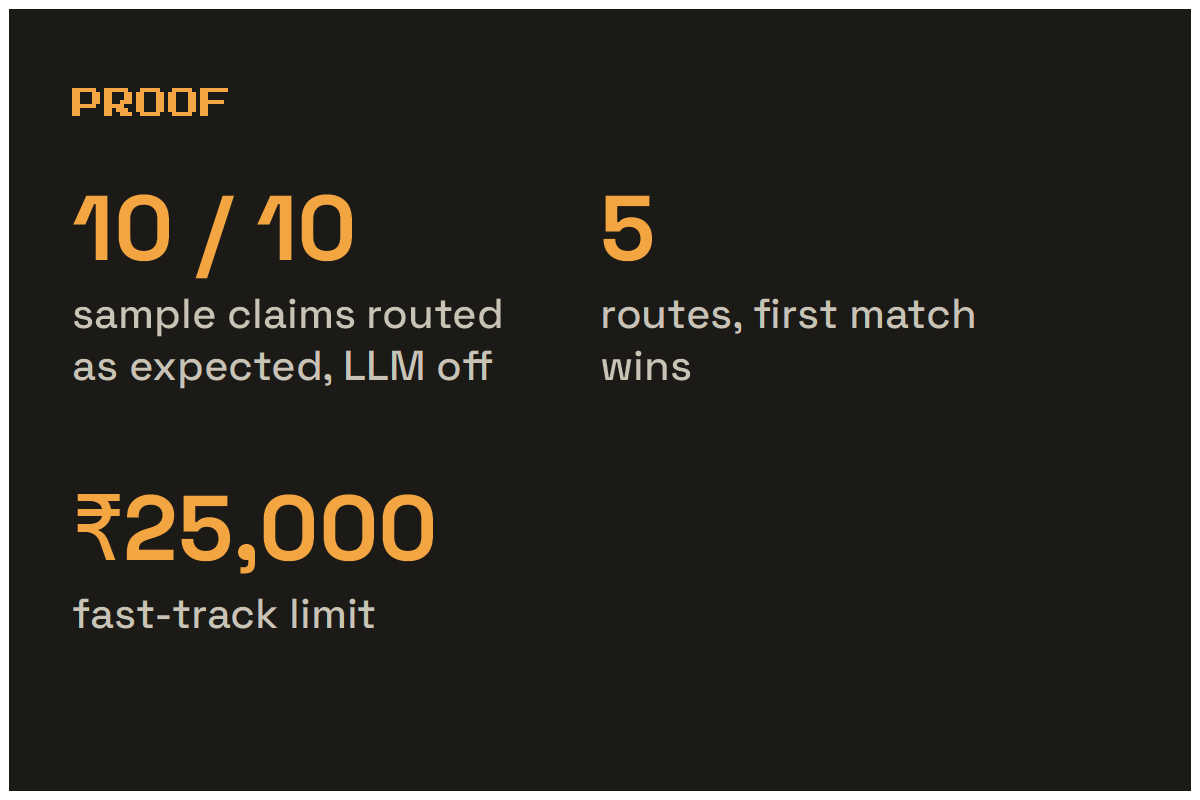 PROOF
10 / 10
sample claims routed
as expected, LLM off
5
routes, first match
wins
₹25,000
fast-track limit